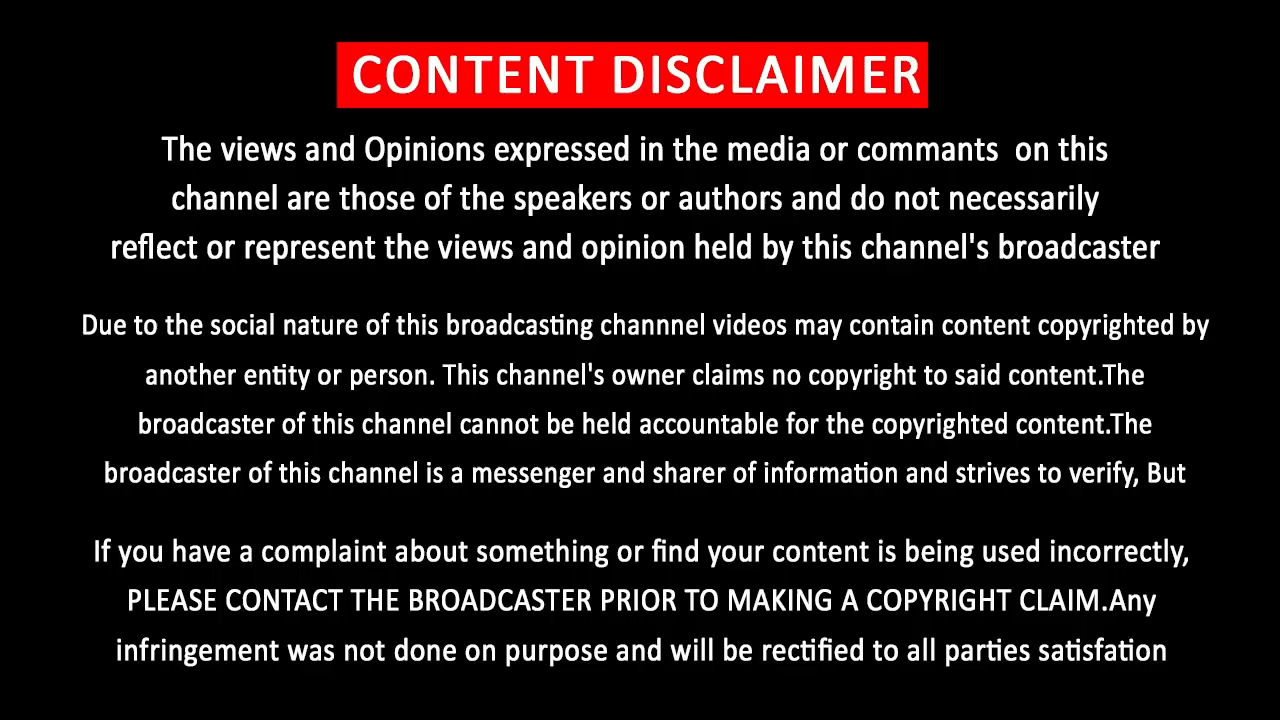 CONTENT DISCLAIMER
The views and Opinions expressed in the media or commants on this
channel are those of the speakers or authors and do not necessarily
reflect or represent the views and opinion held by this channel's broadcaster
Due to the social nature of this broadcasting channnel videos may contain content copyrighted by
another entity or person. This channel's owner claims no copyright to said content.The
broadcaster of this channel cannot be held accountable for the copyrighted content.The
broadcaster of this channel is a messenger and sharer of information and strives to verify, But
If you have a complaint about something or find your content is being used incorrectly,
PLEASE CONTACT THE BROADCASTER PRIOR TO MAKING A COPYRIGHT CLAIM.Any
infringement was not done on purpose and will be rectified to all parties satisfation